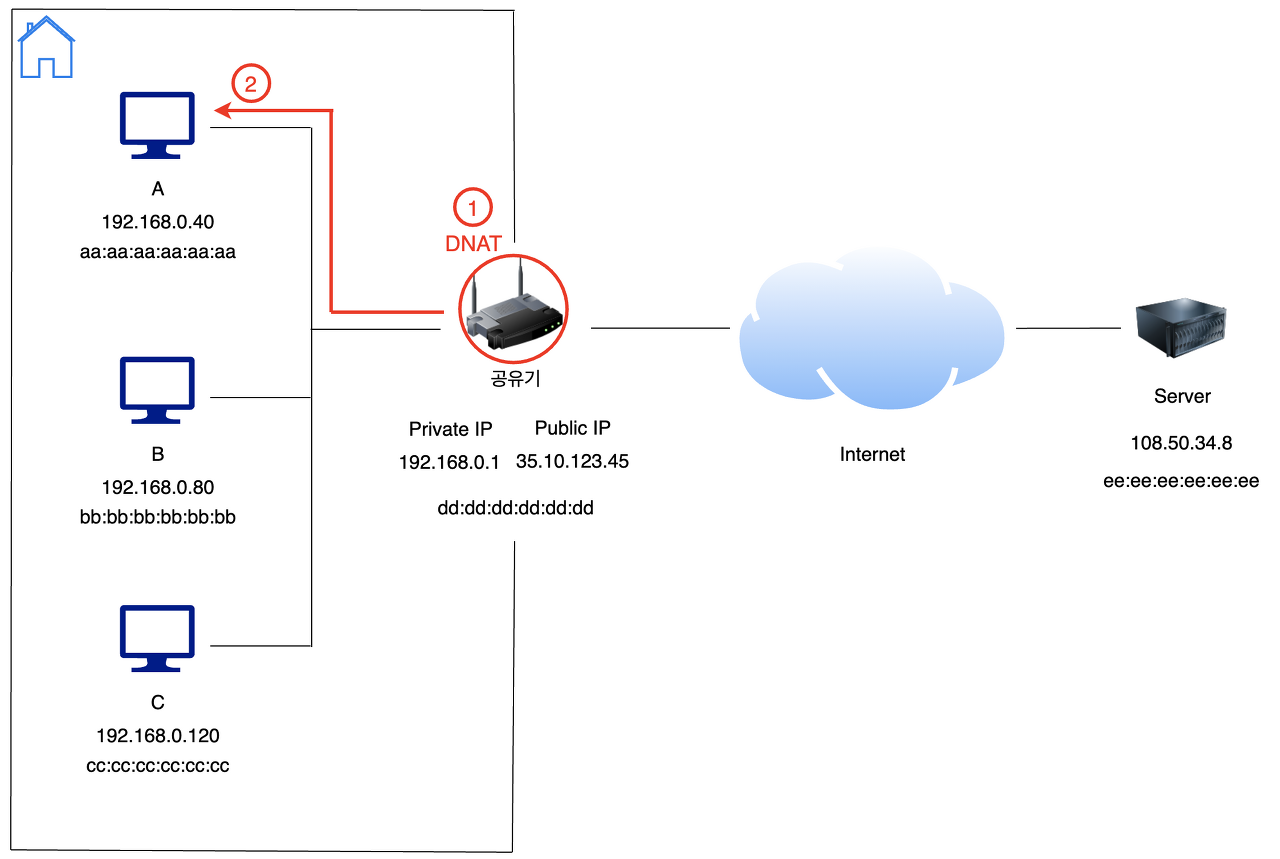 2
A
192.168.0.40
aa:aa:aa:aa:aa:aa
1
DNAT
공유기
Private IP
Public IP
192.168.0.1
35.10.123.45
dd:dd:dd:dd:dd:dd
B
192.168.0.80
bb:bb:bb:bb:bb:bb
C
192.168.0.120
cc:cc:cc:cc:cc:cc
Internet
Server
108.50.34.8
ee:ee:ee:ee:ee:ee